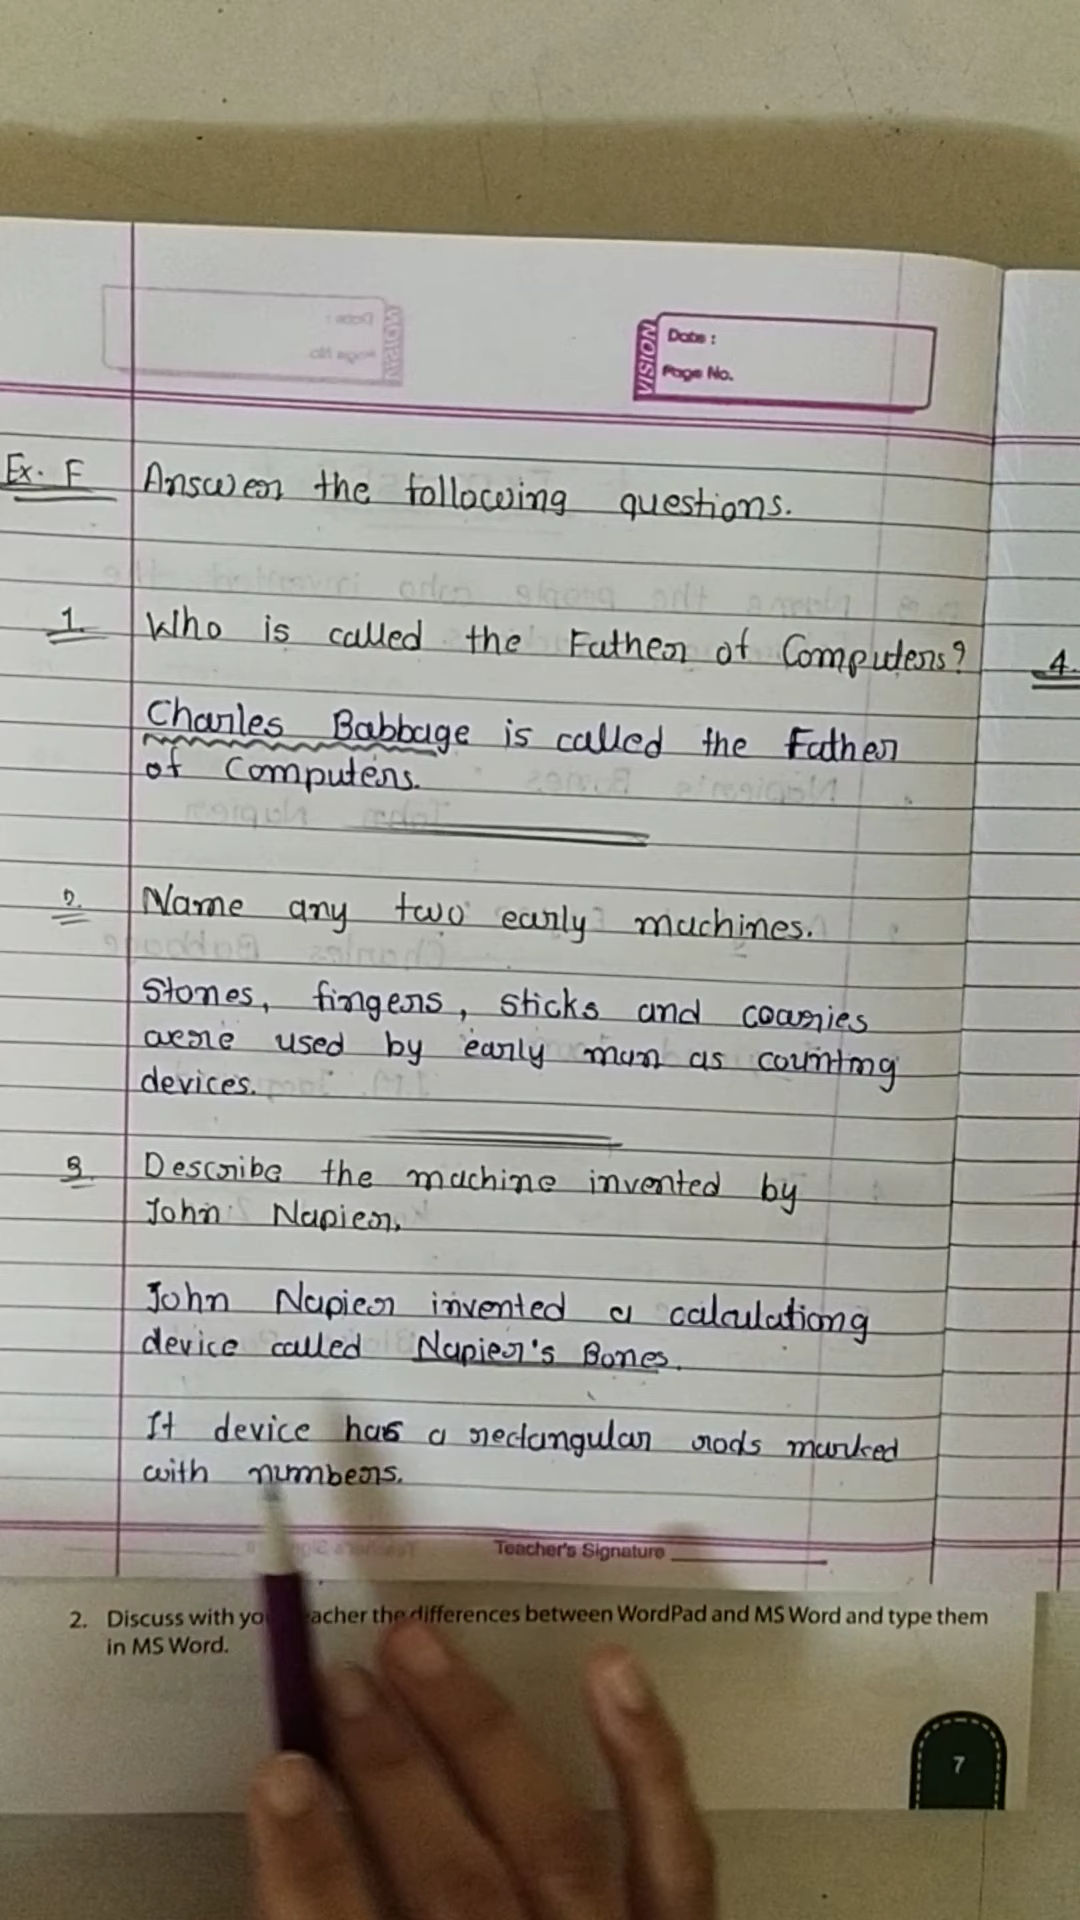 VISION
Date :
Page No.
Ex. F Answer the following questions.
1. Who is called the Father of Computers?
4.
Charles Babbage is called the Father
of Computers.
2. Name any two early machines.
Stones, fingers, sticks and cowries
were used by early man as counting
devices.
3. Describe the machine invented by
John Napier.
John Napier invented a calculationg
device called Napier's Bones.
It device has a rectangular rods marked
with numbers.
Teacher's Signature
2. Discuss with your teacher the differences between WordPad and MS Word and type them
in MS Word.
7